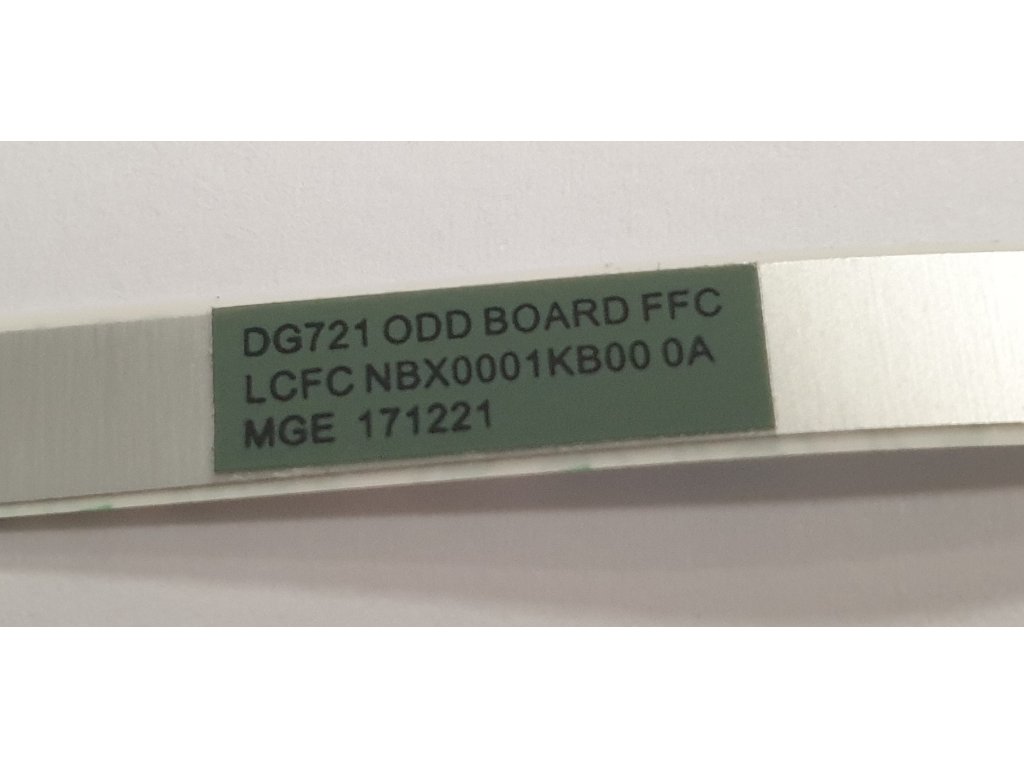 DG721 ODD BOARD FFC
LCFC NBX0001KB00 0A
MGE 171221